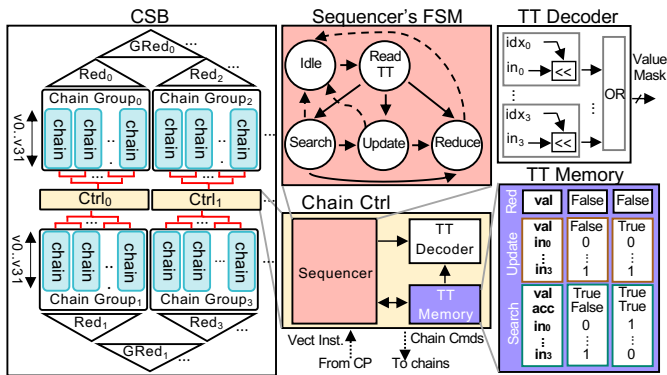 CSB
GRed0 ...
Red0
Red2
...
Chain Group0
Chain Group2
v0..v31
chain
chain
..
chain
chain
chain
..
chain
...
Ctrl0
Ctrl1
...
v0..v31
chain
chain
..
chain
chain
chain
..
chain
...
Chain Group1
Chain Group3
Red1
Red3
...
GRed1 ...
Sequencer's FSM
Idle
Read
TT
Search
Update
Reduce
Chain Ctrl
Sequencer
TT
Decoder
TT
Memory
Vect Inst.
From CP
Chain Cmds
To chains
TT Decoder
idx0
in0
<<
...
idx3
in3
<<
OR
Value
Mask
TT Memory
Red
val
False
False
Update
val
False
True
in0
0
0
...
in3
1
1
Search
val
True
True
acc
False
True
in0
0
1
...
in3
1
0